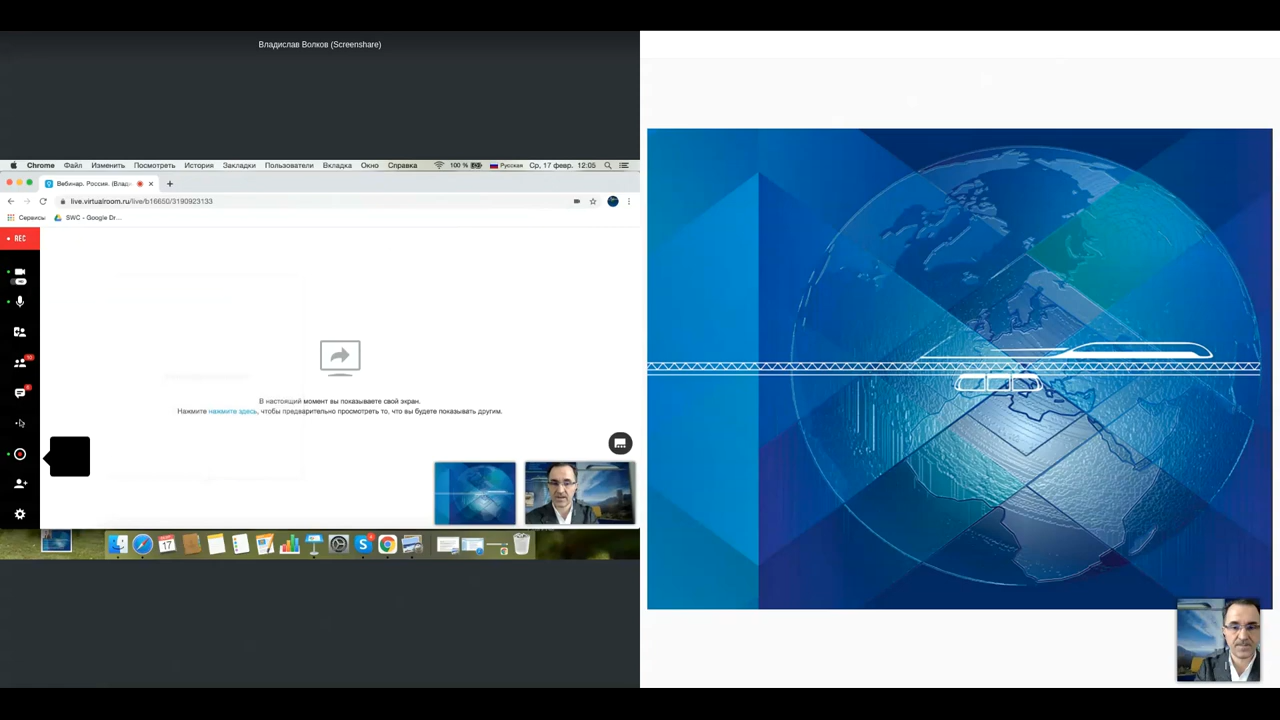 Владислав Волков (Screenshare)
Chrome Файл Изменить Посмотреть История Закладки Пользователи Вкладка Окно Справка 100 % Русская Ср, 17 февр. 12:05
Вебинар. Россия. (Влад
live.virtualroom.ru/live/b16650/3190923133
Сервисы SWC - Google Dr...
REC
В настоящий момент вы показываете свой экран.
Нажмите нажмите здесь, чтобы предварительно просмотреть то, что вы будете показывать другим.
17